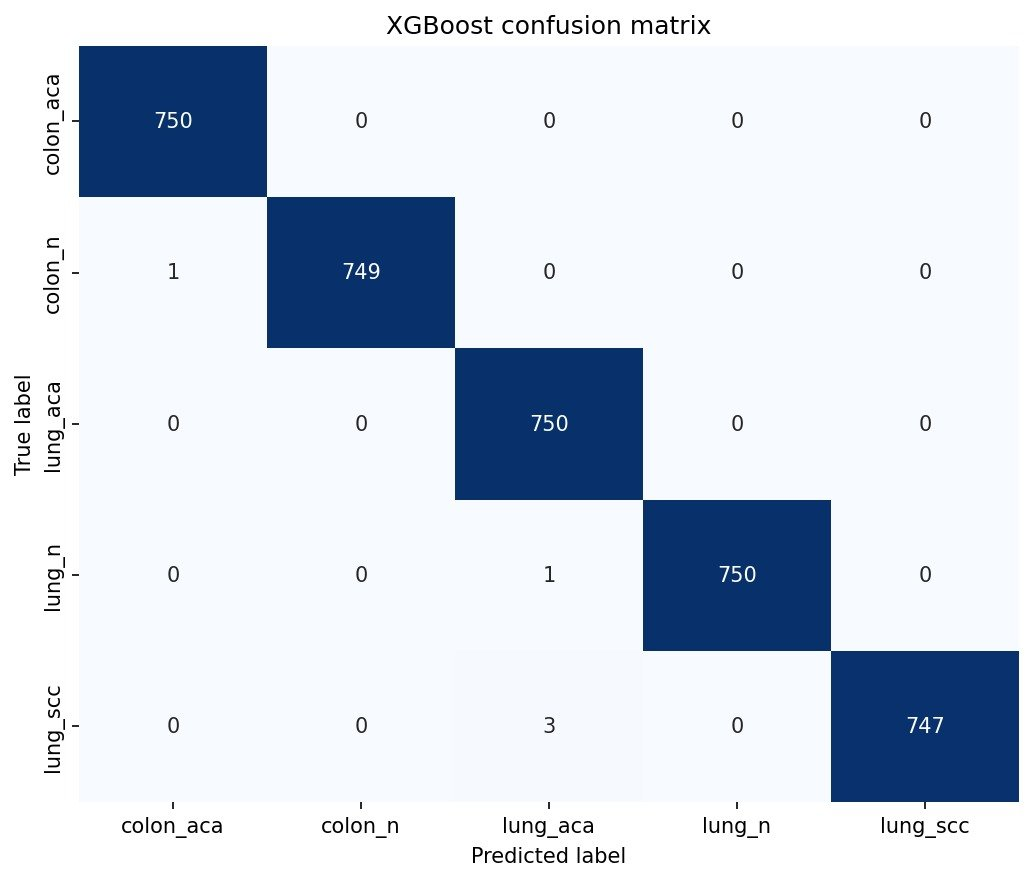 XGBoost confusion matrix
colon_aca
750 0 0 0 0
colon_n
1 749 0 0 0
True label
lung_aca
0 0 750 0 0
lung_n
0 0 1 750 0
lung_scc
0 0 3 0 747
colon_aca colon_n lung_aca lung_n lung_scc
Predicted label